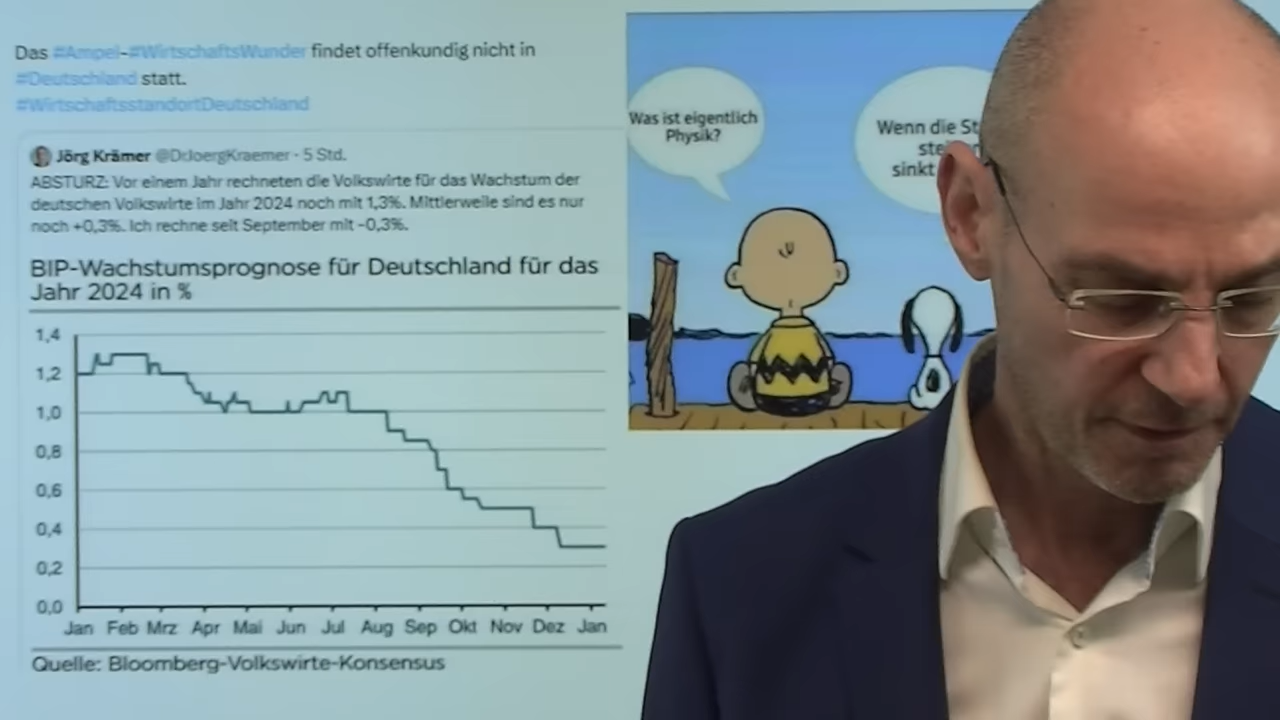 Das #Ampel-#WirtschaftsWunder findet offenkundig nicht in
#Deutschland statt.
#WirtschaftsstandortDeutschland
Jörg Krämer @DrJoergKraemer · 5 Std.
ABSTURZ: Vor einem Jahr rechneten die Volkswirte für das Wachstum der
deutschen Volkswirte im Jahr 2024 noch mit 1,3%. Mittlerweile sind es nur
noch +0,3%. Ich rechne seit September mit -0,3%.
BIP-Wachstumsprognose für Deutschland für das
Jahr 2024 in %
1,4
1,2
1,0
0,8
0,6
0,4
0,2
0,0
Jan Feb Mrz Apr Mai Jun Jul Aug Sep Okt Nov Dez Jan
Quelle: Bloomberg-Volkswirte-Konsensus
Was ist eigentlich
Physik?
Wenn die
sinkt